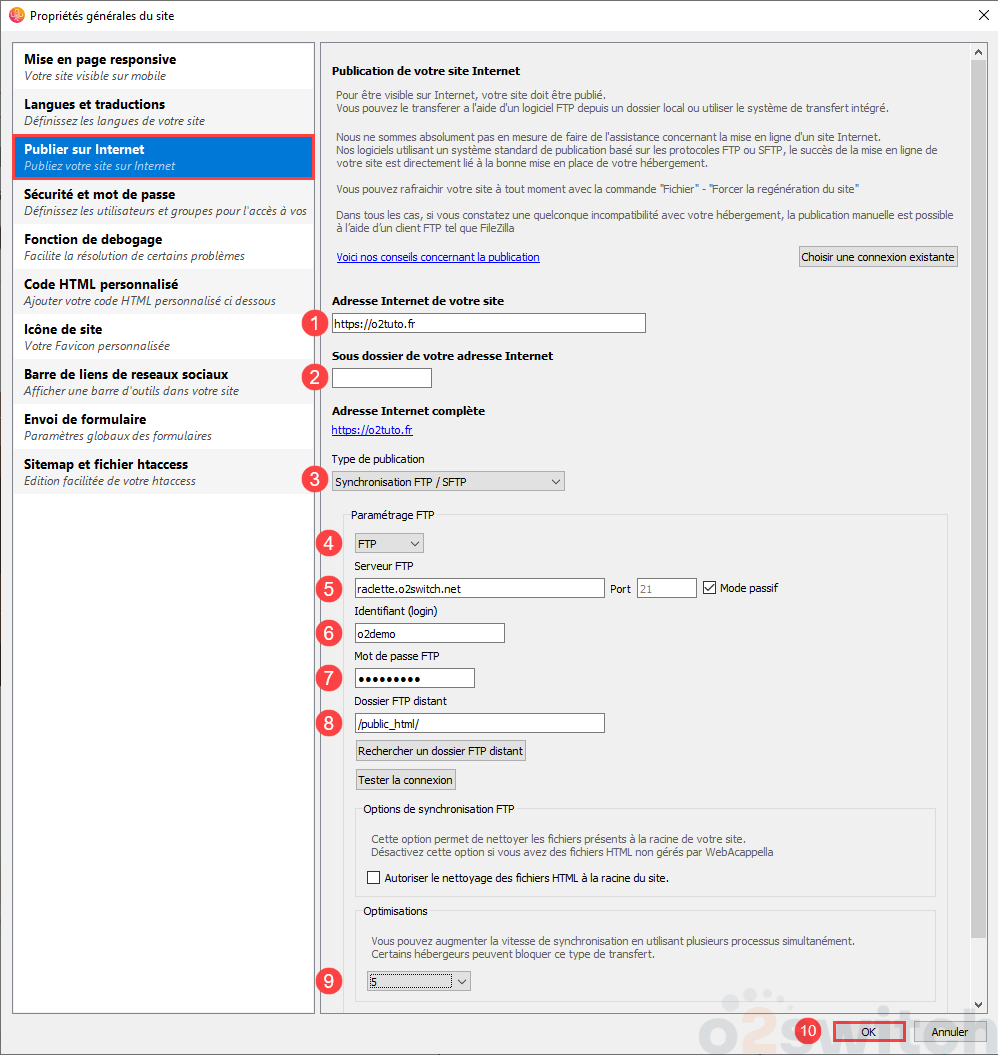 Propriétés générales du site
Mise en page responsive
Votre site visible sur mobile
Langues et traductions
Définissez les langues de votre site
Publier sur Internet
Publiez votre site sur Internet
Sécurité et mot de passe
Définissez les utilisateurs et groupes pour l'accès à vos
Fonction de debogage
Facilite la résolution de certains problèmes
Code HTML personnalisé
Ajouter votre code HTML personnalisé ci dessous
Icône de site
Votre Favicon personnalisée
Barre de liens de reseaux sociaux
Afficher une barre d'outils dans votre site
Envoi de formulaire
Paramètres globaux des formulaires
Sitemap et fichier htaccess
Edition facilitée de votre htaccess
Publication de votre site Internet
Pour être visible sur Internet, votre site doit être publié.
Vous pouvez le transferer a l'aide d'un logiciel FTP depuis un dossier local ou utiliser le système de transfert intégré.
Nous ne sommes absolument pas en mesure de faire de l'assistance concernant la mise en ligne d'un site Internet.
Nos logiciels utilisant un système standard de publication basé sur les protocoles FTP ou SFTP, le succès de la mise en ligne de
votre site est directement lié à la bonne mise en place de votre hébergement.
Vous pouvez rafraichir votre site à tout moment avec la commande "Fichier" - "Forcer la regénération du site"
Dans tous les cas, si vous constatez une quelconque incompatibilité avec votre hébergement, la publication manuelle est possible
à l'aide d'un client FTP tel que FileZilla
Voici nos conseils concernant la publication
Choisir une connexion existante
Adresse Internet de votre site
1 https://o2tuto.fr
Sous dossier de votre adresse Internet
2
Adresse Internet complète
https://o2tuto.fr
Type de publication
3 Synchronisation FTP / SFTP
Paramétrage FTP
4 FTP
Serveur FTP
5 raclette.o2switch.net Port 21 Mode passif
Identifiant (login)
6 o2demo
Mot de passe FTP
7 ●●●●●●●●●
Dossier FTP distant
8 /public_html/
Rechercher un dossier FTP distant
Tester la connexion
Options de synchronisation FTP
Cette option permet de nettoyer les fichiers présents à la racine de votre site.
Désactivez cette option si vous avez des fichiers HTML non gérés par WebAcappella
Autoriser le nettoyage des fichiers HTML à la racine du site.
Optimisations
Vous pouvez augmenter la vitesse de synchronisation en utilisant plusieurs processus simultanément.
Certains hébergeurs peuvent bloquer ce type de transfert.
9 5
o2switch
10 OK Annuler